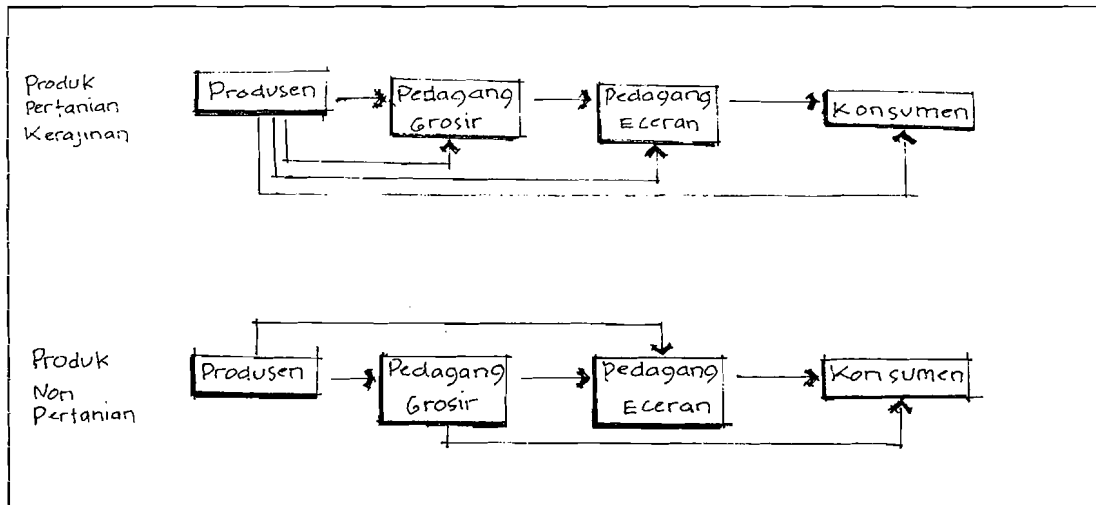 Produk
Pertanian
Kerajinan
Produsen
Pedagang
Grosir
Pedagang
Eceran
Konsumen
Produk
Non
Pertanian
Produsen
Pedagang
Grosir
Pedagang
Eceran
Konsumen